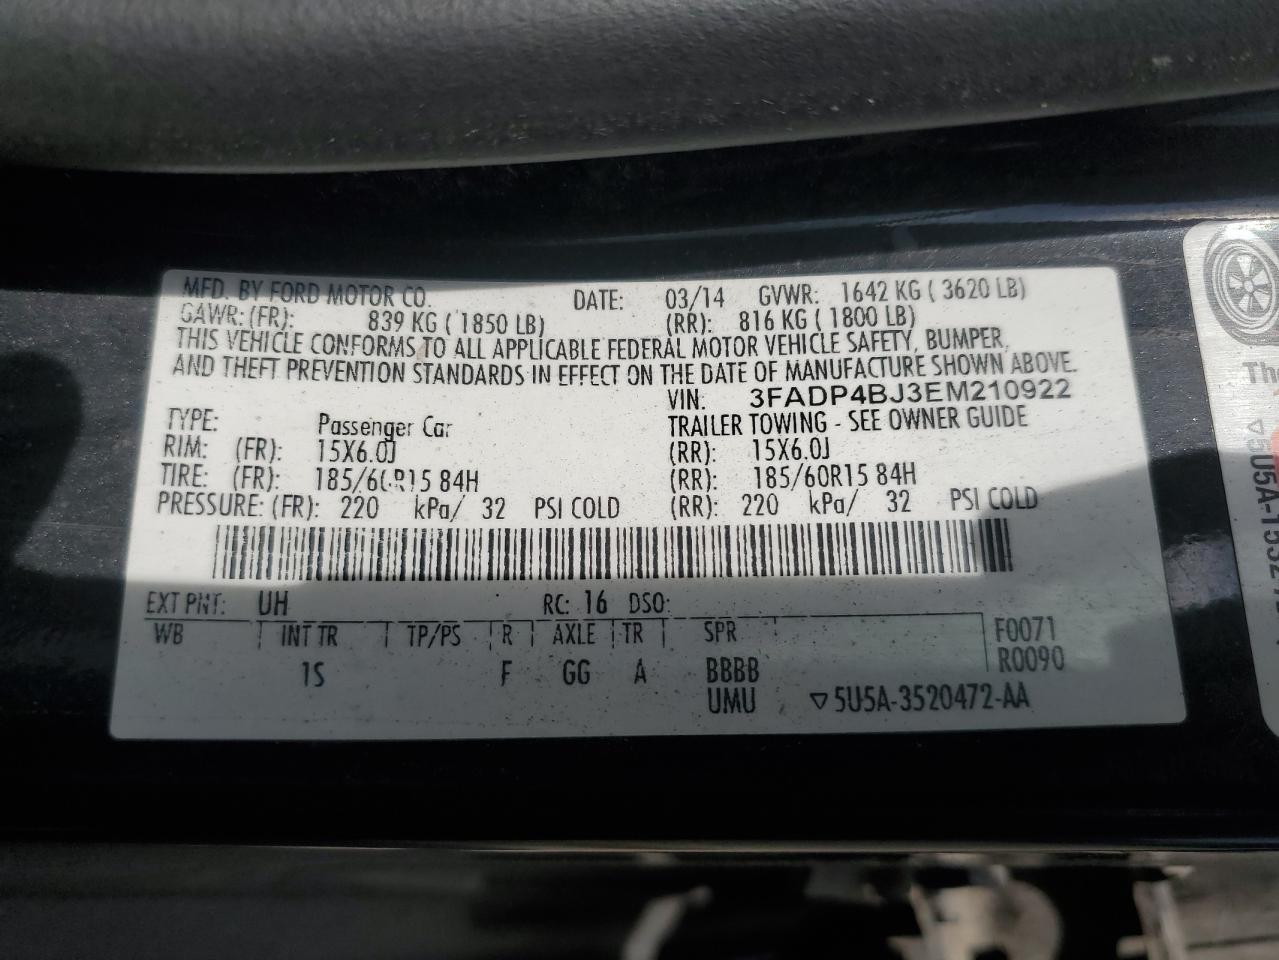 MFD. BY FORD MOTOR CO. DATE: 03/14 GVWR: 1642 KG ( 3620 LB)
GAWR: (FR): 839 KG ( 1850 LB) (RR): 816 KG ( 1800 LB)
THIS VEHICLE CONFORMS TO ALL APPLICABLE FEDERAL MOTOR VEHICLE SAFETY, BUMPER,
AND THEFT PREVENTION STANDARDS IN EFFECT ON THE DATE OF MANUFACTURE SHOWN ABOVE.
VIN: 3FADP4BJ3EM210922
TYPE: Passenger Car TRAILER TOWING - SEE OWNER GUIDE
RIM: (FR): 15X6.0J (RR): 15X6.0J
TIRE: (FR): 185/60R15 84H (RR): 185/60R15 84H
PRESSURE: (FR): 220 kPa/ 32 PSI COLD (RR): 220 kPa/ 32 PSI COLD
EXT PNT: UH RC: 16 DSO:
WB INT TR TP/PS R AXLE TR SPR F0071
1S F GG A BBBB R0090
UMU ▽5U5A-3520472-AA
The